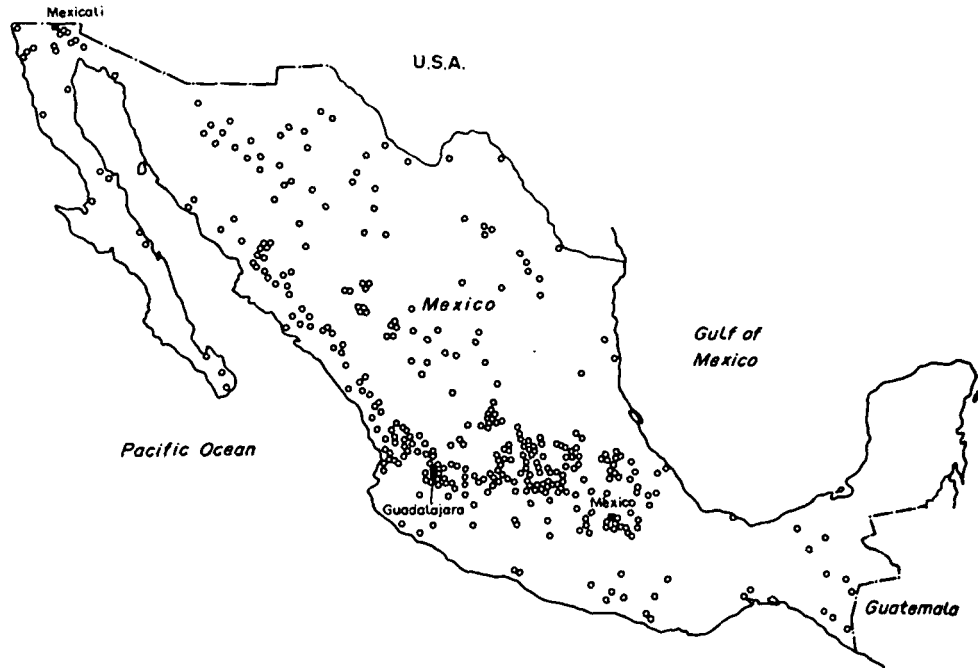 Mexicali
U.S.A.
Mexico
Gulf of
Mexico
Pacific Ocean
Guadalajara
Mexico
Guatemala